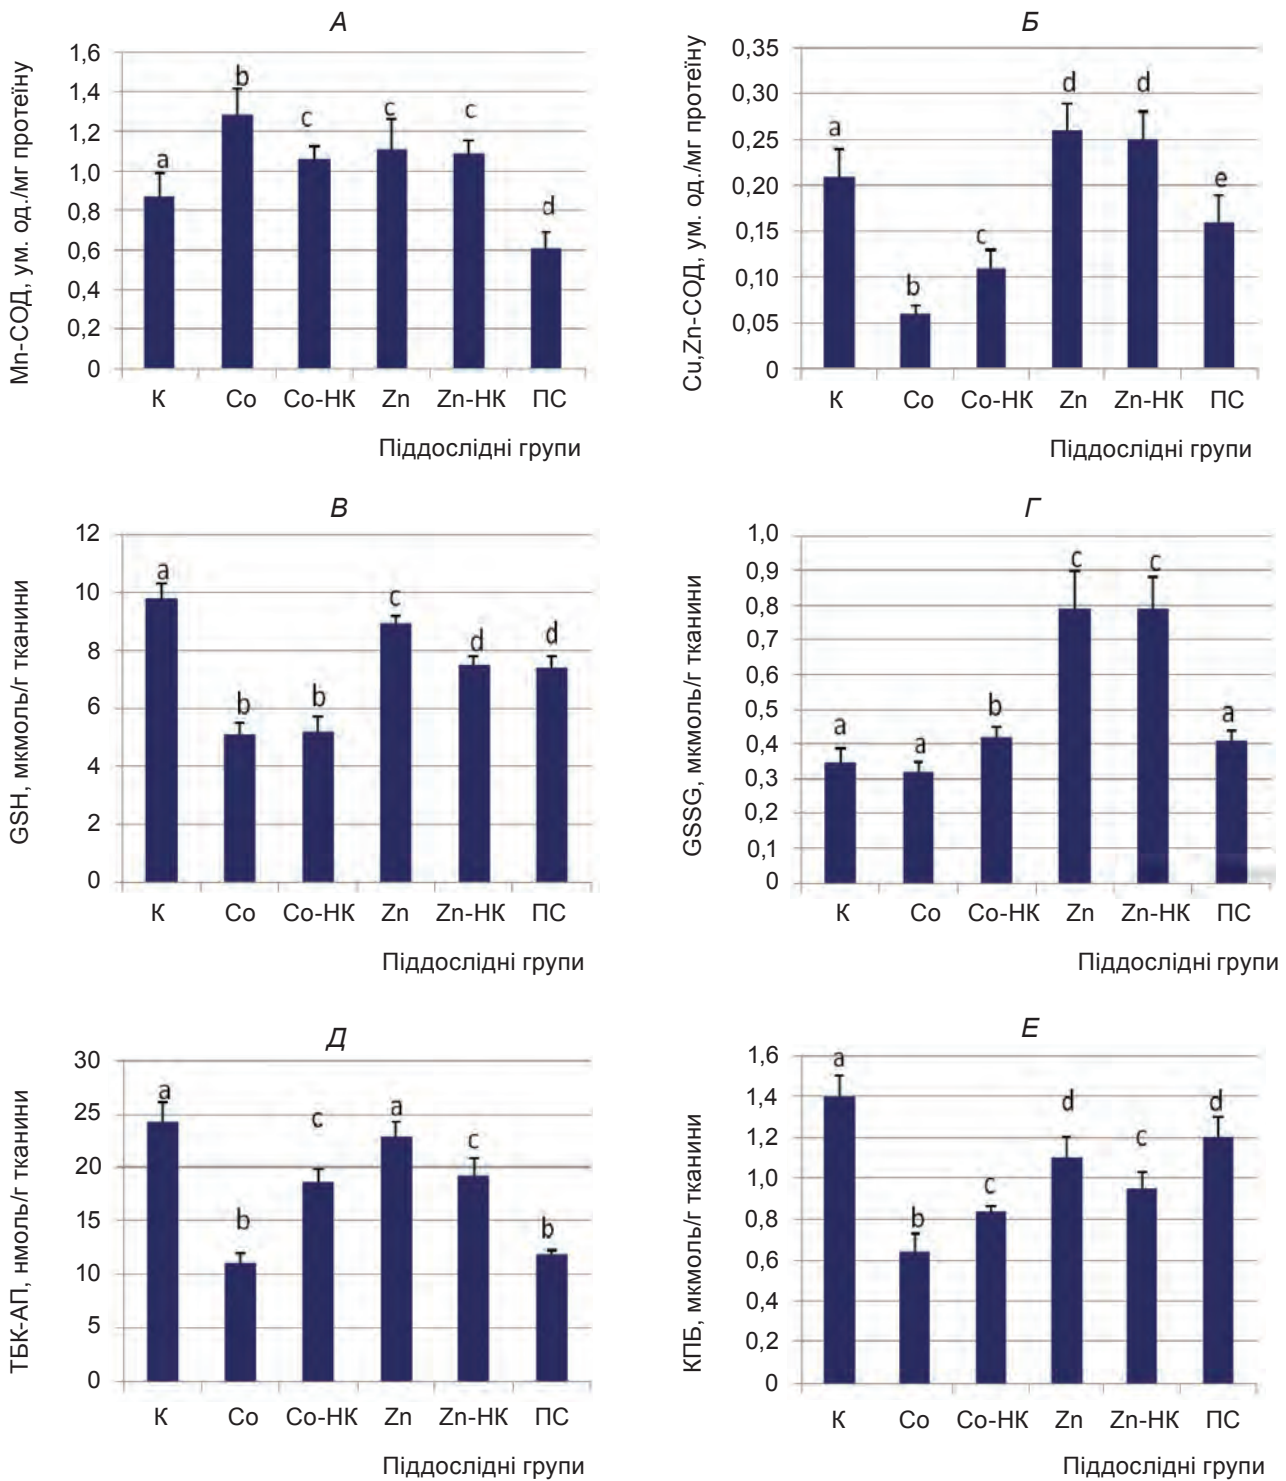 А
Mn-СОД, ум. од./мг протеїну
1,6
1,4
1,2
1,0
0,8
0,6
0,4
0,2
0
a
b
c
c
c
d
К Co Co-НК Zn Zn-НК ПС
Піддослідні групи
Б
Cu,Zn-СОД, ум. од./мг протеїну
0,35
0,30
0,25
0,20
0,15
0,10
0,05
0
a
b
c
d
d
e
К Co Co-НК Zn Zn-НК ПС
Піддослідні групи
В
GSH, мкмоль/г тканини
12
10
8
6
4
2
0
a
b
b
c
d
d
К Co Co-НК Zn Zn-НК ПС
Піддослідні групи
Г
GSSG, мкмоль/г тканини
1,0
0,9
0,8
0,7
0,6
0,5
0,4
0,3
0,2
0,1
0
a
a
b
c
c
a
К Co Co-НК Zn Zn-НК ПС
Піддослідні групи
Д
ТБК-АП, нмоль/г тканини
30
25
20
15
10
5
0
a
b
c
a
c
b
К Co Co-НК Zn Zn-НК ПС
Піддослідні групи
Е
КПБ, мкмоль/г тканини
1,6
1,4
1,2
1,0
0,8
0,6
0,4
0,2
0
a
b
c
d
c
d
К Co Co-НК Zn Zn-НК ПС
Піддослідні групи